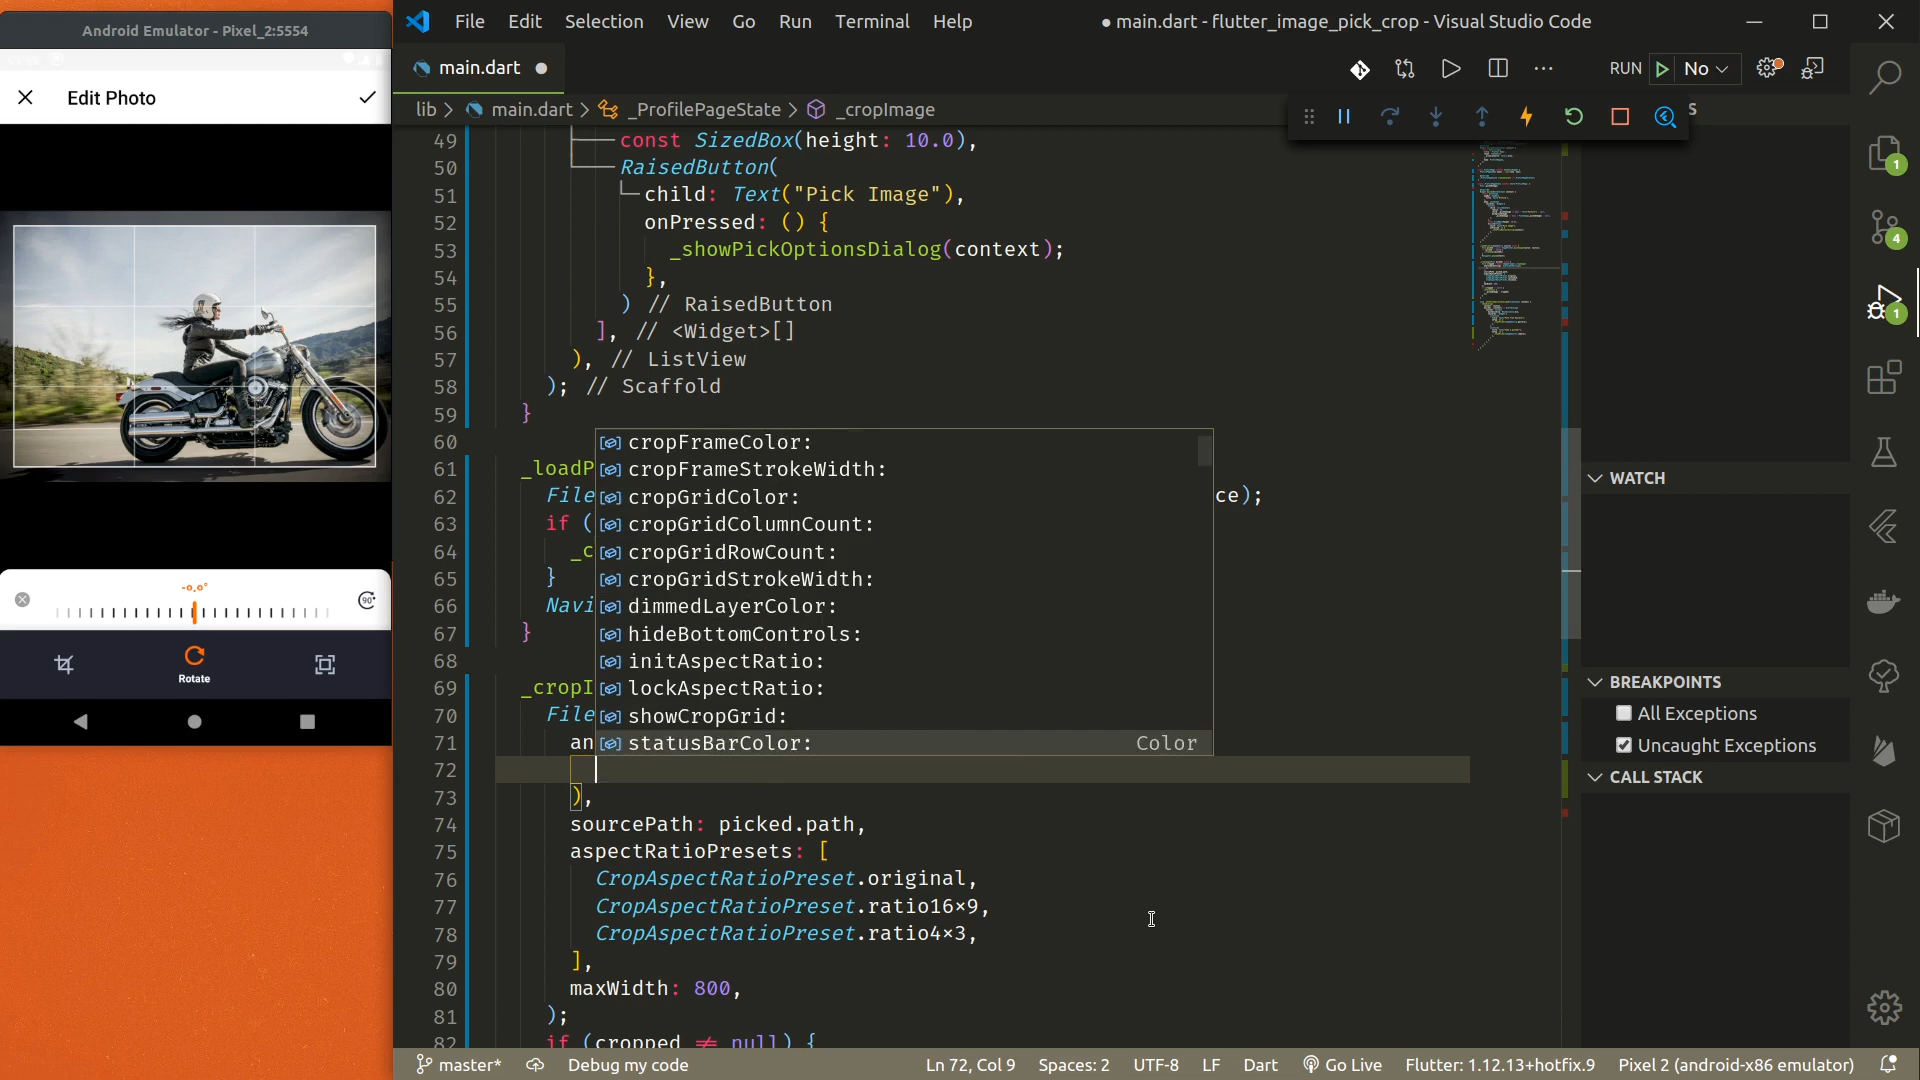 Android Emulator - Pixel_2:5554
Edit Photo
-0,0°
90°
Rotate
File Edit Selection View Go Run Terminal Help
● main.dart - flutter_image_pick_crop - Visual Studio Code
main.dart
RUN No
lib > main.dart > _ProfilePageState > _cropImage
S
49 const SizedBox(height: 10.0),
50 RaisedButton(
51 child: Text("Pick Image"),
52 onPressed: () {
53 _showPickOptionsDialog(context);
54 },
55 ) // RaisedButton
56 ], // <Widget>[]
57 ), // ListView
58 ); // Scaffold
59 }
60
61 _loadP
62 File ce);
63 if (
64 _c
65 }
66 Navi
67 }
68
69 _cropI
70 File
71 an
72
73 ),
74 sourcePath: picked.path,
75 aspectRatioPresets: [
76 CropAspectRatioPreset.original,
77 CropAspectRatioPreset.ratio16×9,
78 CropAspectRatioPreset.ratio4×3,
79 ],
80 maxWidth: 800,
81 );
82 if (cropped ≠ null) {
cropFrameColor:
cropFrameStrokeWidth:
cropGridColor:
cropGridColumnCount:
cropGridRowCount:
cropGridStrokeWidth:
dimmedLayerColor:
hideBottomControls:
initAspectRatio:
lockAspectRatio:
showCropGrid:
statusBarColor: Color
WATCH
BREAKPOINTS
All Exceptions
Uncaught Exceptions
CALL STACK
1
4
1
master* Debug my code
Ln 72, Col 9 Spaces: 2 UTF-8 LF Dart Go Live Flutter: 1.12.13+hotfix.9 Pixel 2 (android-x86 emulator)